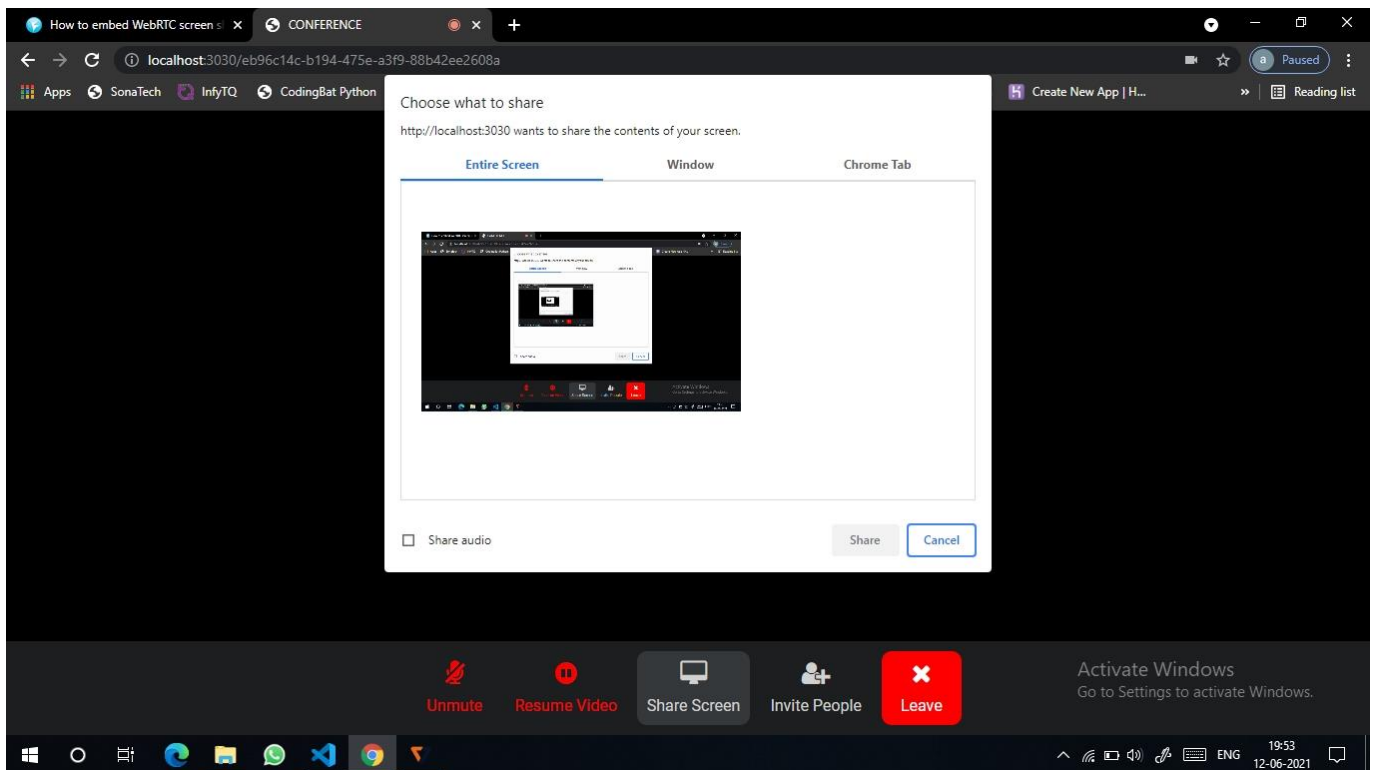 How to embed WebRTC screen s
CONFERENCE
localhost:3030/eb96c14c-b194-475e-a3f9-88b42ee2608a
a Paused
Apps SonaTech InfyTQ CodingBat Python
Create New App | H...
» Reading list
Choose what to share
http://localhost:3030 wants to share the contents of your screen.
Entire Screen Window Chrome Tab
Share audio
Share Cancel
Unmute Resume Video Share Screen Invite People Leave
Activate Windows
Go to Settings to activate Windows.
ENG
19:53
12-06-2021